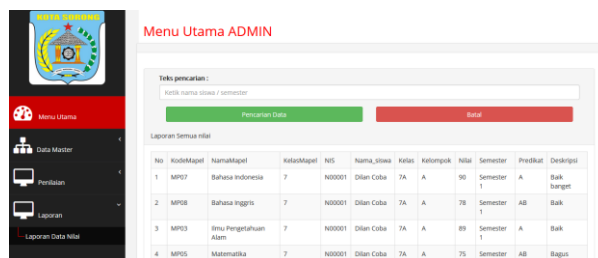 KOTA SORONG
Menu Utama ADMIN
Menu Utama
Data Master
Penilaian
Laporan
Laporan Data Nilai
Teks pencarian :
Ketik nama siswa / semester
Pencarian Data Batal
Laporan Semua nilai
No KodeMapel NamaMapel KelasMapel NIS Nama_siswa Kelas Kelompok Nilai Semester Predikat Deskripsi
1 MP07 Bahasa Indonesia 7 N00001 Dilan Coba 7A A 90 Semester 1 A Baik banget
2 MP08 Bahasa Inggris 7 N00001 Dilan Coba 7A A 78 Semester 1 AB Baik
3 MP03 Ilmu Pengetahuan Alam 7 N00001 Dilan Coba 7A A 89 Semester 1 A Baik
4 MP05 Matematika 7 N00001 Dilan Coba 7A A 75 Semester AB Bagus